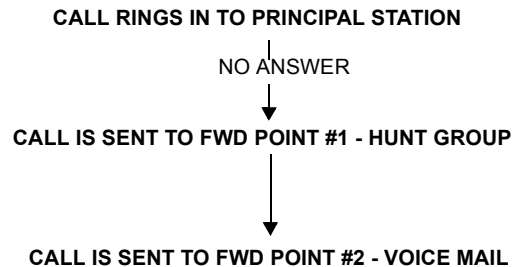 CALL RINGS IN TO PRINCIPAL STATION
NO ANSWER
CALL IS SENT TO FWD POINT #1 - HUNT GROUP
CALL IS SENT TO FWD POINT #2 - VOICE MAIL